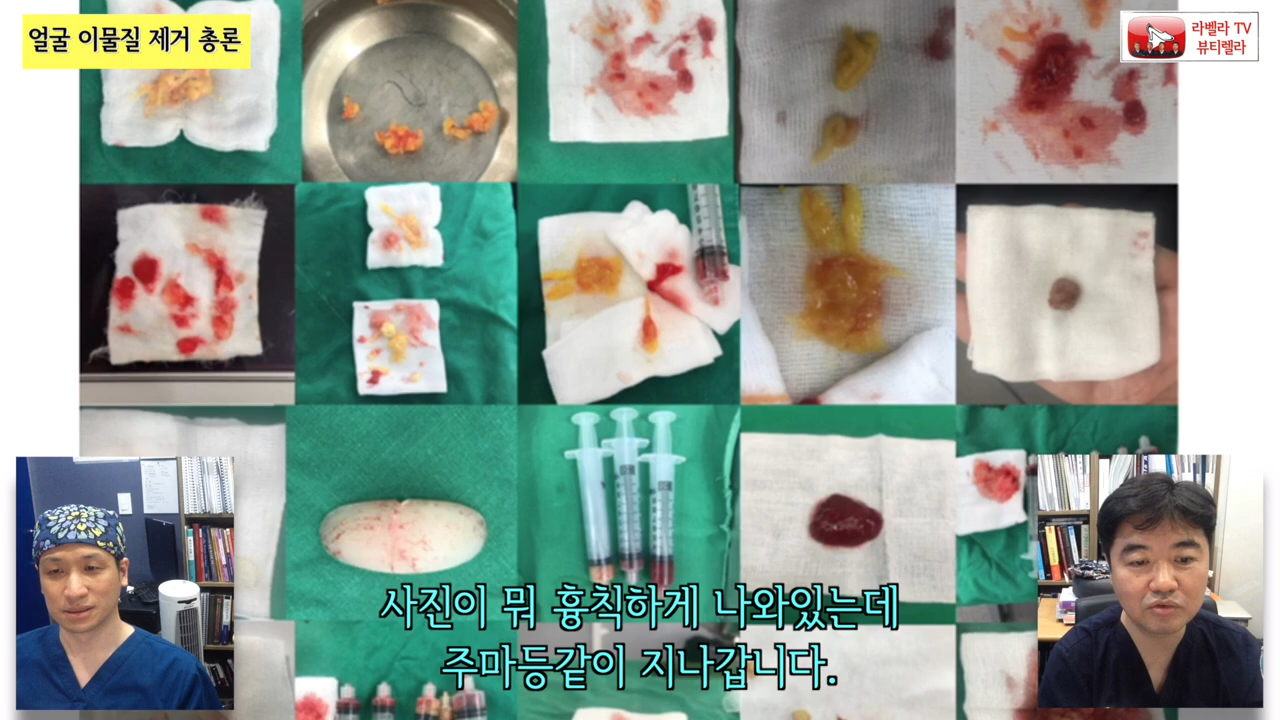 얼굴 이물질 제거 총론
라벨라 TV
뷰티렐라
사진이 뭐 흉칙하게 나와있는데
주마등같이 지나갑니다.